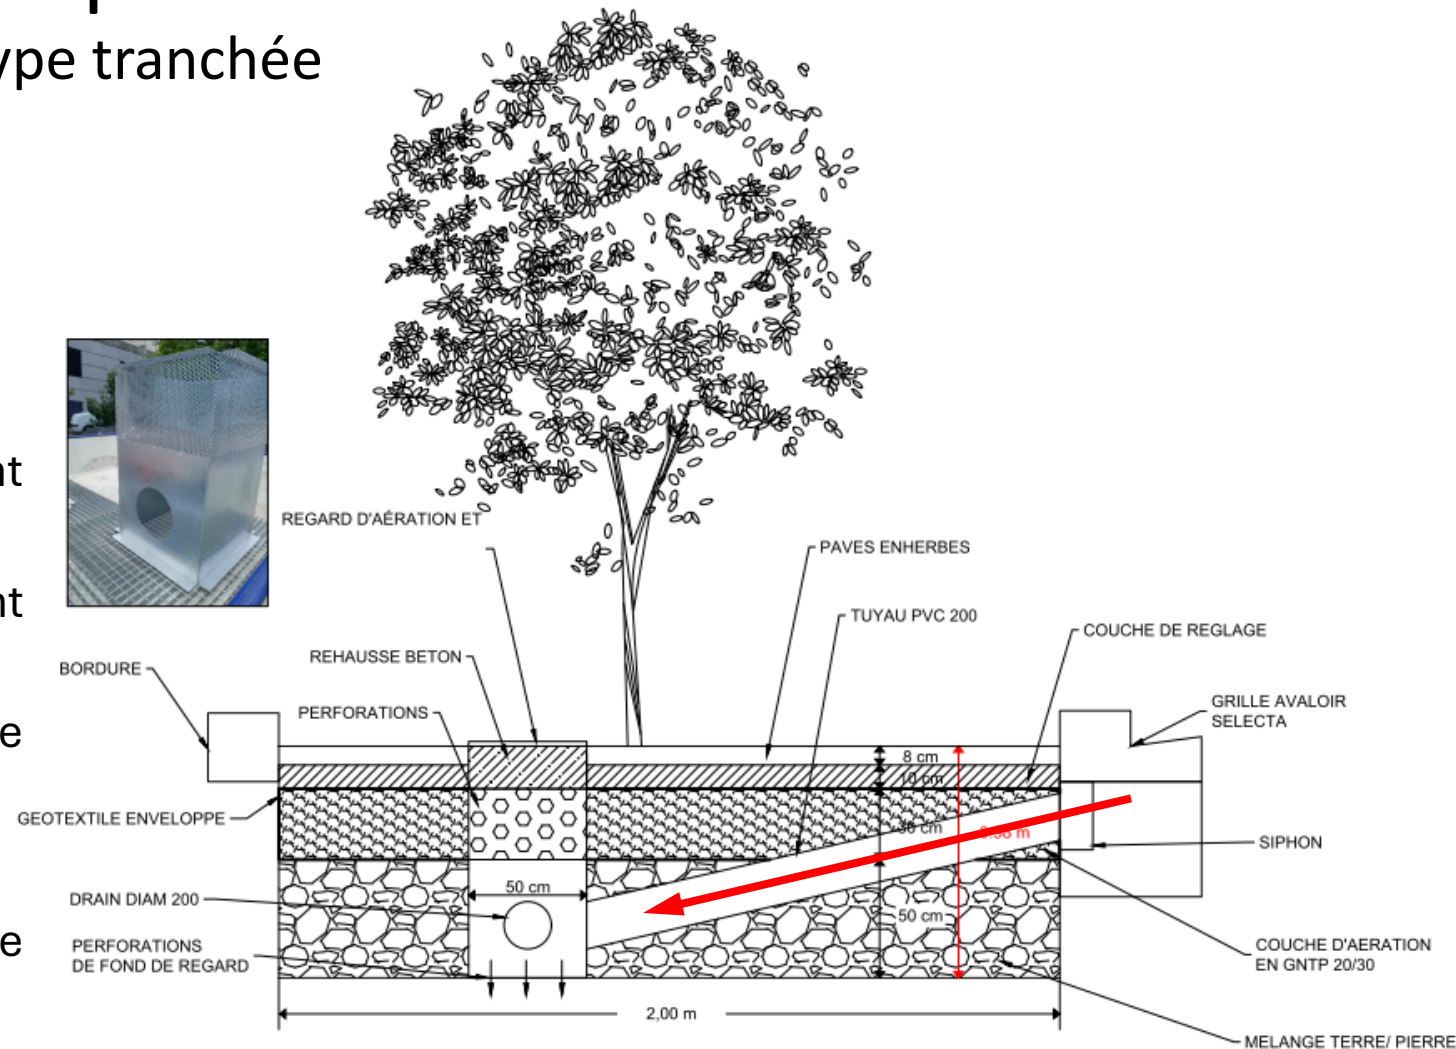 ype tranchée
nt
REGARD D'AÉRATION ET
PAVES ENHERBES
nt
TUYAU PVC 200
COUCHE DE REGLAGE
REHAUSSE BETON
BORDURE
GRILLE AVALOIR
SELECTA
PERFORATIONS
e
8 cm
10 cm
GEOTEXTILE ENVELOPPE
30 cm
SIPHON
50 cm
DRAIN DIAM 200
50 cm
e
PERFORATIONS
DE FOND DE REGARD
COUCHE D'AERATION
EN GNTP 20/30
2,00 m
MELANGE TERRE/ PIERRE